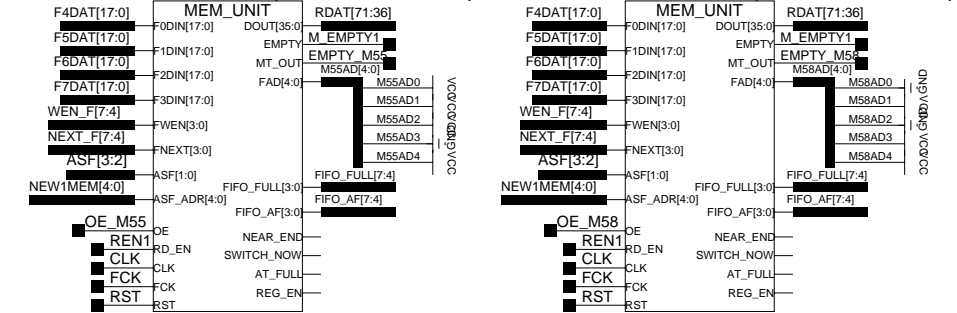 MEM_UNIT
F4DAT[17:0]
F0DIN[17:0]
F5DAT[17:0]
F1DIN[17:0]
F6DAT[17:0]
F2DIN[17:0]
F7DAT[17:0]
F3DIN[17:0]
WEN_F[7:4]
FWEN[3:0]
NEXT_F[7:4]
FNEXT[3:0]
ASF[3:2]
ASF[1:0]
NEW1MEM[4:0]
ASF_ADR[4:0]
OE_M55
OE
REN1
RD_EN
CLK
CLK
FCK
FCK
RST
RST
DOUT[35:0]
RDAT[71:36]
EMPTY
M_EMPTY1
MT_OUT
EMPTY_M55
FAD[4:0]
M55AD[4:0]
M55AD0
M55AD1
M55AD2
M55AD3
M55AD4
FIFO_FULL[3:0]
FIFO_FULL[7:4]
FIFO_AF[3:0]
FIFO_AF[7:4]
NEAR_END
SWITCH_NOW
AT_FULL
REG_EN
MEM_UNIT
F4DAT[17:0]
F0DIN[17:0]
F5DAT[17:0]
F1DIN[17:0]
F6DAT[17:0]
F2DIN[17:0]
F7DAT[17:0]
F3DIN[17:0]
WEN_F[7:4]
FWEN[3:0]
NEXT_F[7:4]
FNEXT[3:0]
ASF[3:2]
ASF[1:0]
NEW1MEM[4:0]
ASF_ADR[4:0]
OE_M58
OE
REN1
RD_EN
CLK
CLK
FCK
FCK
RST
RST
DOUT[35:0]
RDAT[71:36]
EMPTY
M_EMPTY1
MT_OUT
EMPTY_M58
FAD[4:0]
M58AD[4:0]
M58AD0
M58AD1
M58AD2
M58AD3
M58AD4
GND
VCC
FIFO_FULL[3:0]
FIFO_FULL[7:4]
FIFO_AF[3:0]
FIFO_AF[7:4]
NEAR_END
SWITCH_NOW
AT_FULL
REG_EN